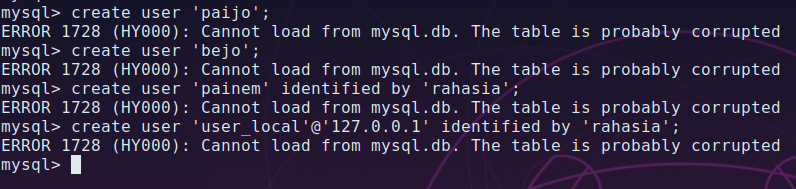 mysql> create user 'paijo';
ERROR 1728 (HY000): Cannot load from mysql.db. The table is probably corrupted
mysql> create user 'bejo';
ERROR 1728 (HY000): Cannot load from mysql.db. The table is probably corrupted
mysql> create user 'painem' identified by 'rahasia';
ERROR 1728 (HY000): Cannot load from mysql.db. The table is probably corrupted
mysql> create user 'user_local'@'127.0.0.1' identified by 'rahasia';
ERROR 1728 (HY000): Cannot load from mysql.db. The table is probably corrupted
mysql>